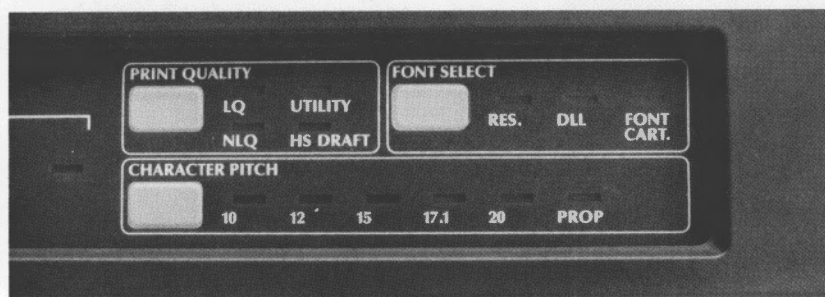 PRINT QUALITY
LQ UTILITY
NLQ HS DRAFT
FONT SELECT
RES. DLL FONT
CART.
CHARACTER PITCH
10 12 15 17.1 20 PROP